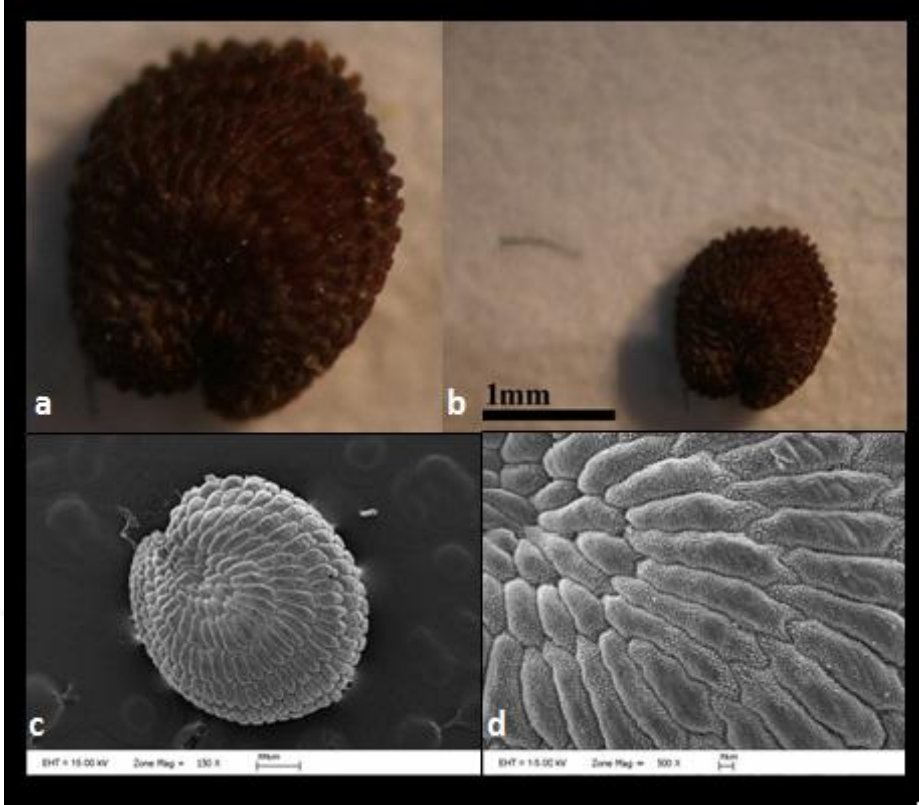 a
b
1mm
c
EHT = 15.00 kV Zone Mag = 150 X
d
EHT = 15.00 kV Zone Mag = 500 X